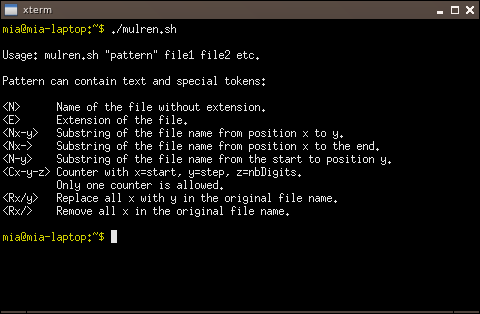 xterm
mia@mia-laptop:~$ ./mulren.sh
Usage: mulren.sh "pattern" file1 file2 etc.
Pattern can contain text and special tokens:
<N> Name of the file without extension.
<E> Extension of the file.
<Nx-y> Substring of the file name from position x to y.
<Nx-> Substring of the file name from position x to the end.
<N-y> Substring of the file name from the start to position y.
<Cx-y-z> Counter with x=start, y=step, z=nbDigits.
Only one counter is allowed.
<Rx/y> Replace all x with y in the original file name.
<Rx/> Remove all x in the original file name.
mia@mia-laptop:~$